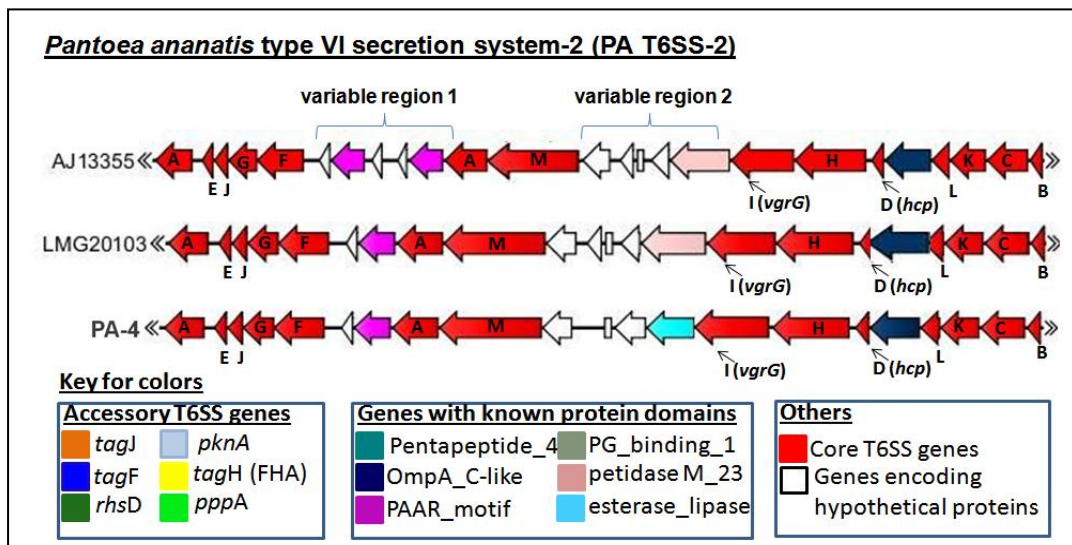 Pantoea ananatis type VI secretion system-2 (PA T6SS-2)
variable region 1 variable region 2
AJ13355 A G F A M H K C
E J I (vgrG) D (hcp) L B
LMG20103 A G F A M H K C
E J I (vgrG) D (hcp) L B
PA-4 A G F A M H K C
E J I (vgrG) D (hcp) L B
Key for colors
Accessory T6SS genes
tagJ pknA
tagF tagH (FHA)
rhsD pppA
Genes with known protein domains
Pentapeptide_4 PG_binding_1
OmpA_C-like petidase M_23
PAAR_motif esterase_lipase
Others
Core T6SS genes
Genes encoding
hypothetical proteins